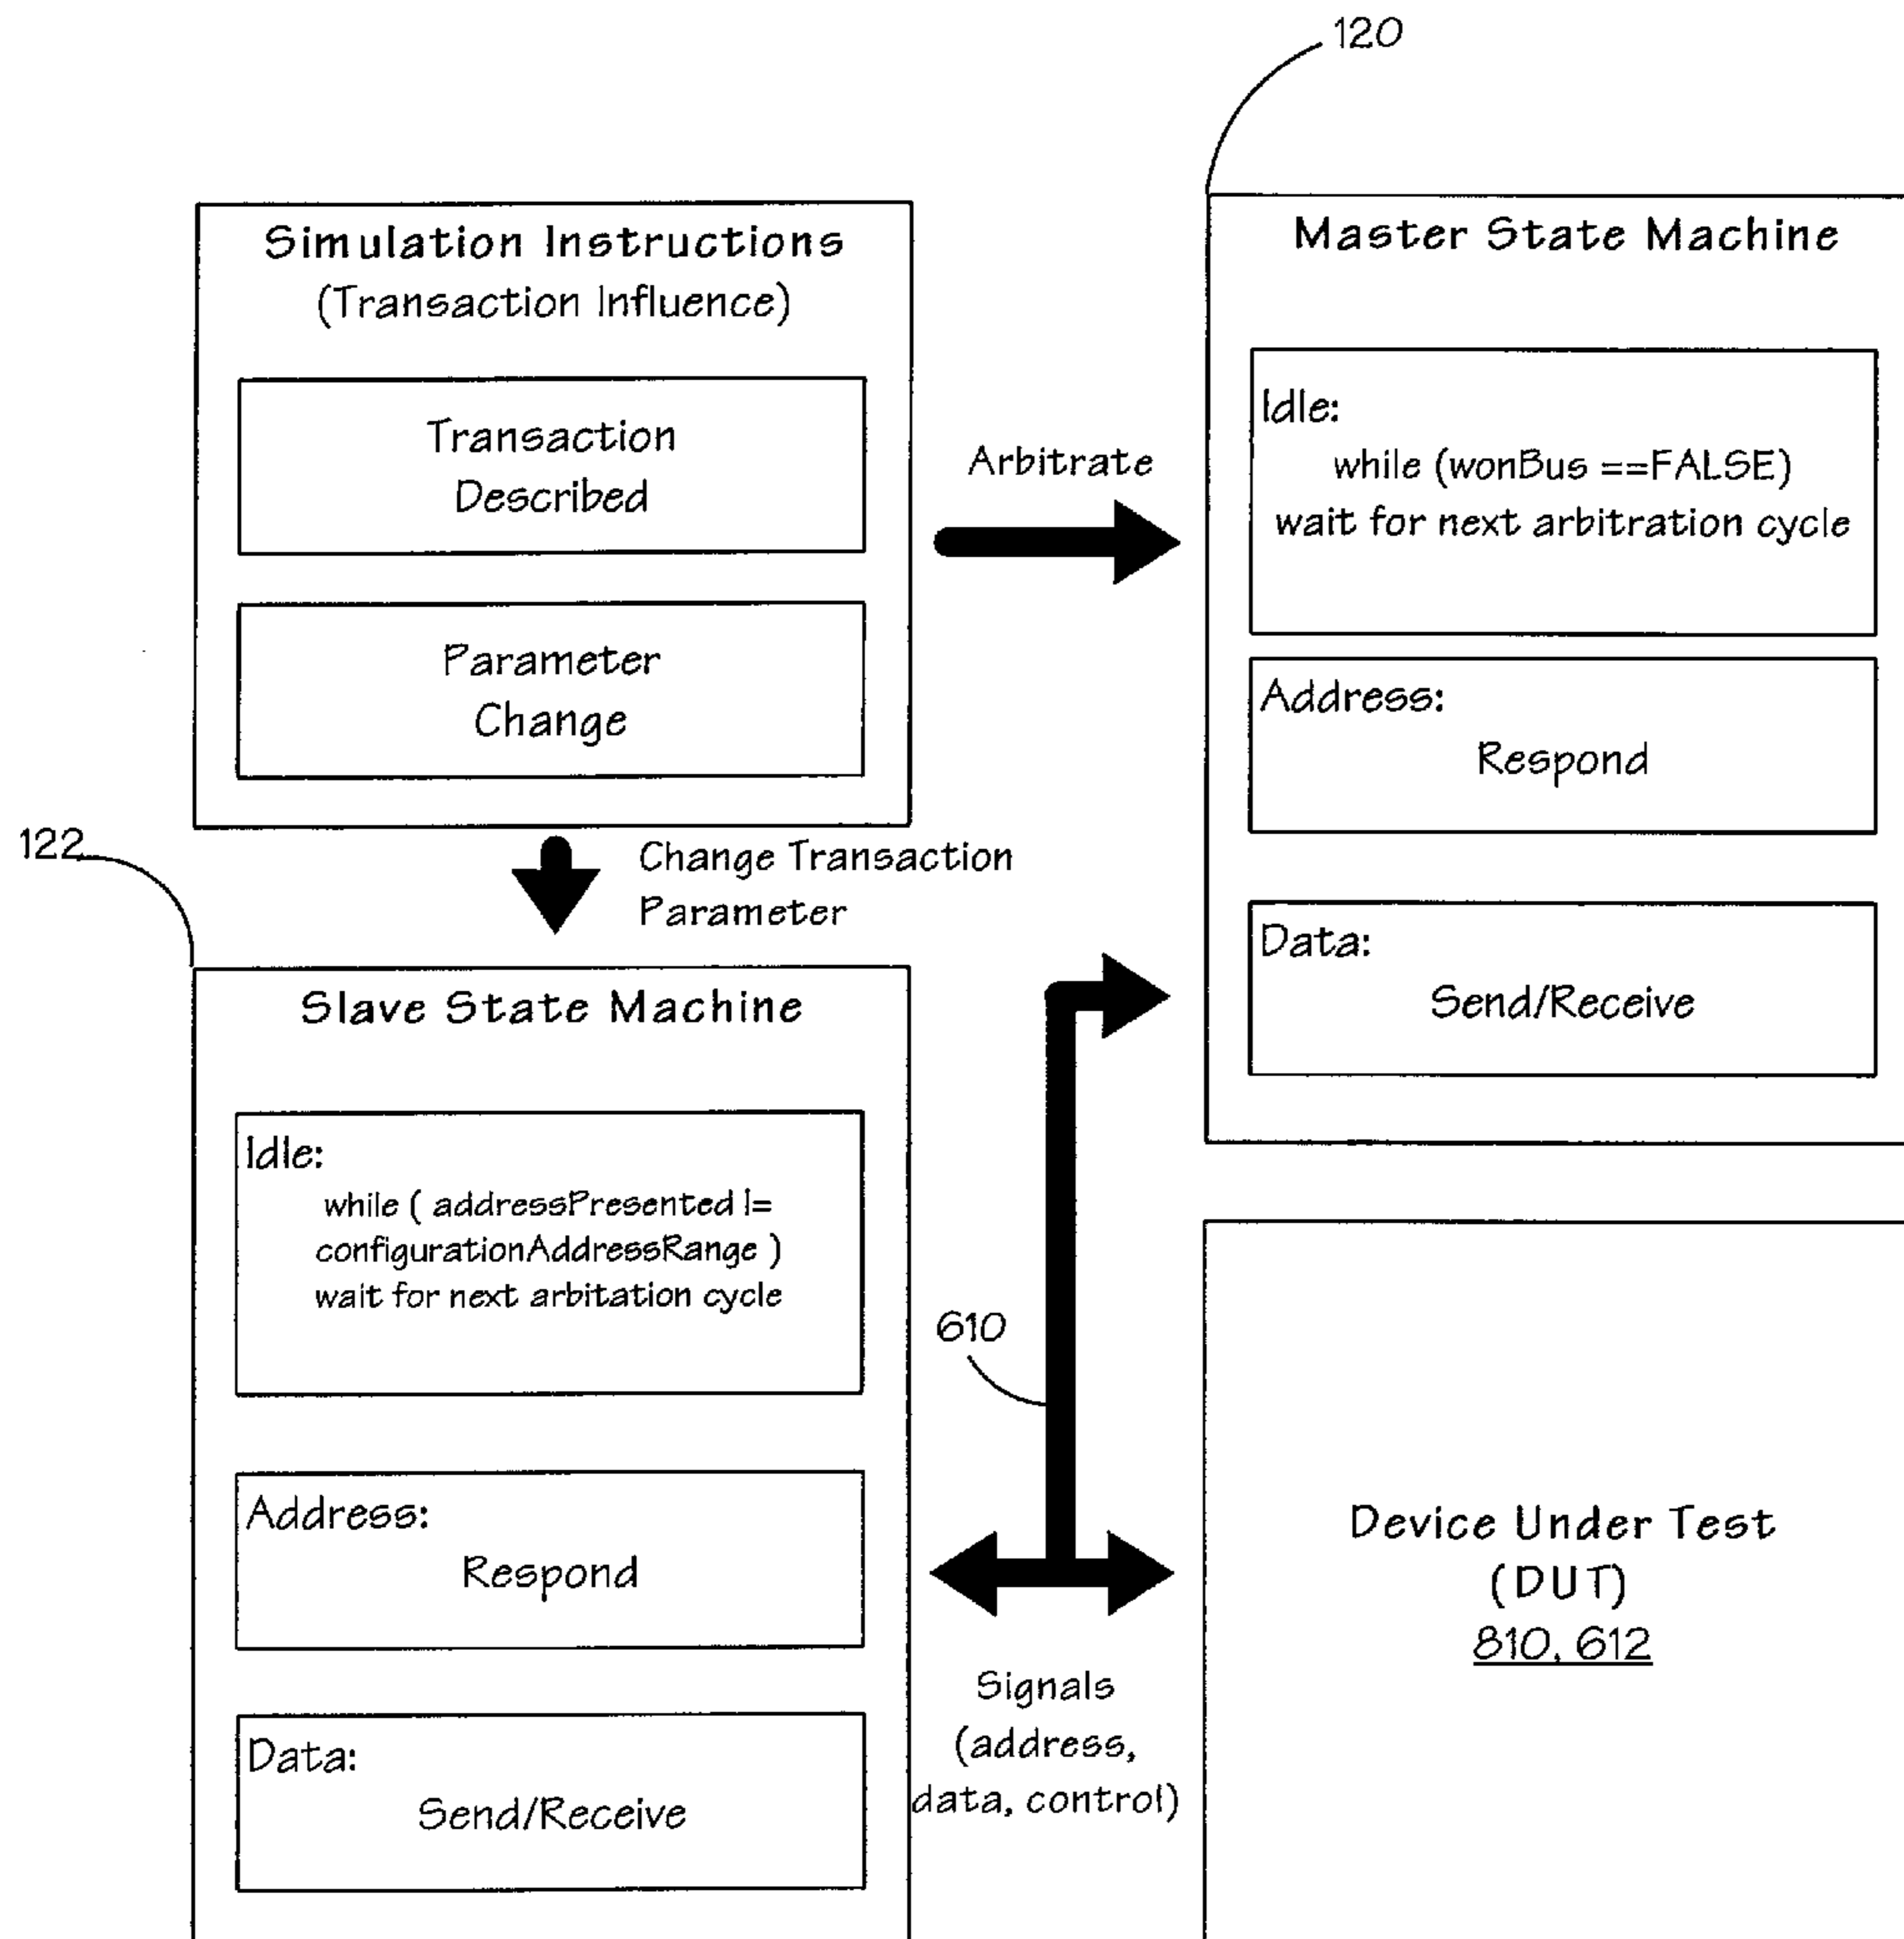 120
Simulation Instructions
(Transaction Influence)
Transaction
Described
Parameter
Change
Arbitrate
Master State Machine
Idle:
while (wonBus ==FALSE)
wait for next arbitration cycle
Address:
Respond
Data:
Send/Receive
122
Change Transaction
Parameter
Slave State Machine
Idle:
while ( addressPresented !=
configurationAddressRange )
wait for next arbitation cycle
Address:
Respond
Data:
Send/Receive
610
Signals
(address,
data, control)
Device Under Test
(DUT)
810, 612